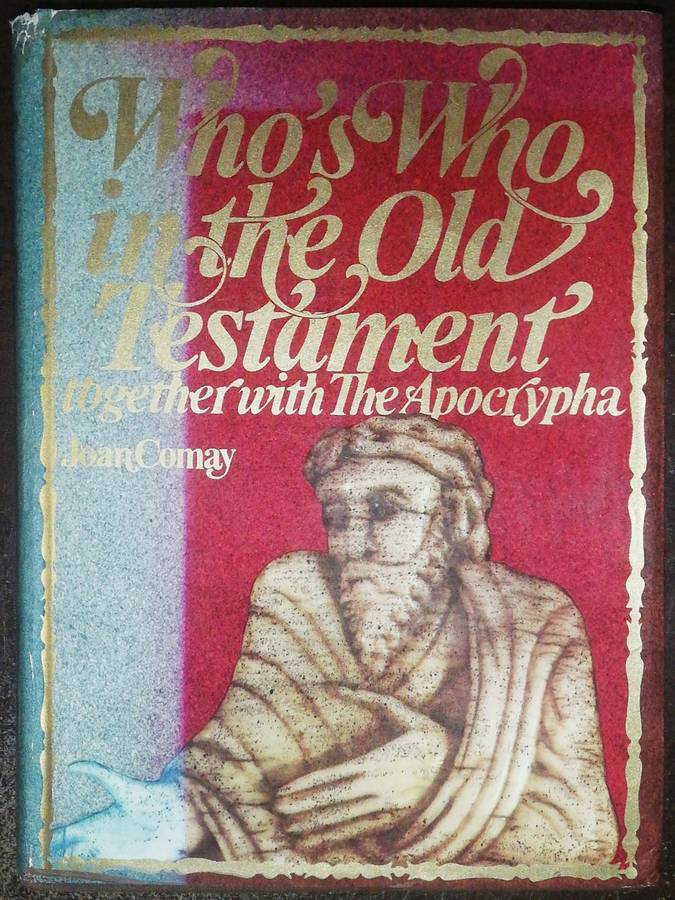 Who's Who
in the Old
Testament
together with The Apocrypha
Joan Comay